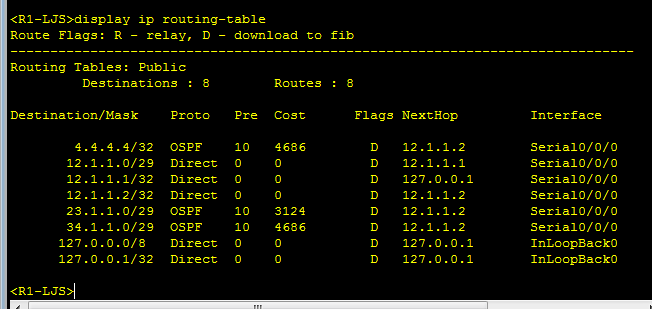 <R1-LJS>display ip routing-table
Route Flags: R - relay, D - download to fib
------------------------------------------------------------------------------
Routing Tables: Public
         Destinations : 8        Routes : 8
Destination/Mask    Proto   Pre  Cost      Flags NextHop         Interface
        4.4.4.4/32  OSPF    10   4686        D   12.1.1.2        Serial0/0/0
       12.1.1.0/29  Direct  0    0           D   12.1.1.1        Serial0/0/0
       12.1.1.1/32  Direct  0    0           D   127.0.0.1       Serial0/0/0
       12.1.1.2/32  Direct  0    0           D   12.1.1.2        Serial0/0/0
       23.1.1.0/29  OSPF    10   3124        D   12.1.1.2        Serial0/0/0
       34.1.1.0/29  OSPF    10   4686        D   12.1.1.2        Serial0/0/0
      127.0.0.0/8   Direct  0    0           D   127.0.0.1       InLoopBack0
      127.0.0.1/32  Direct  0    0           D   127.0.0.1       InLoopBack0
<R1-LJS>